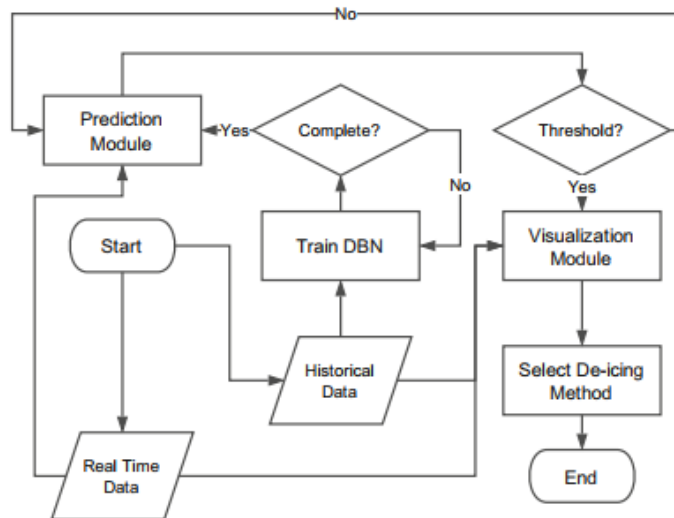 No
Prediction
Module
Yes
Complete?
Threshold?
No
Yes
Start
Train DBN
Visualization
Module
Historical
Data
Select De-icing
Method
Real Time
Data
End